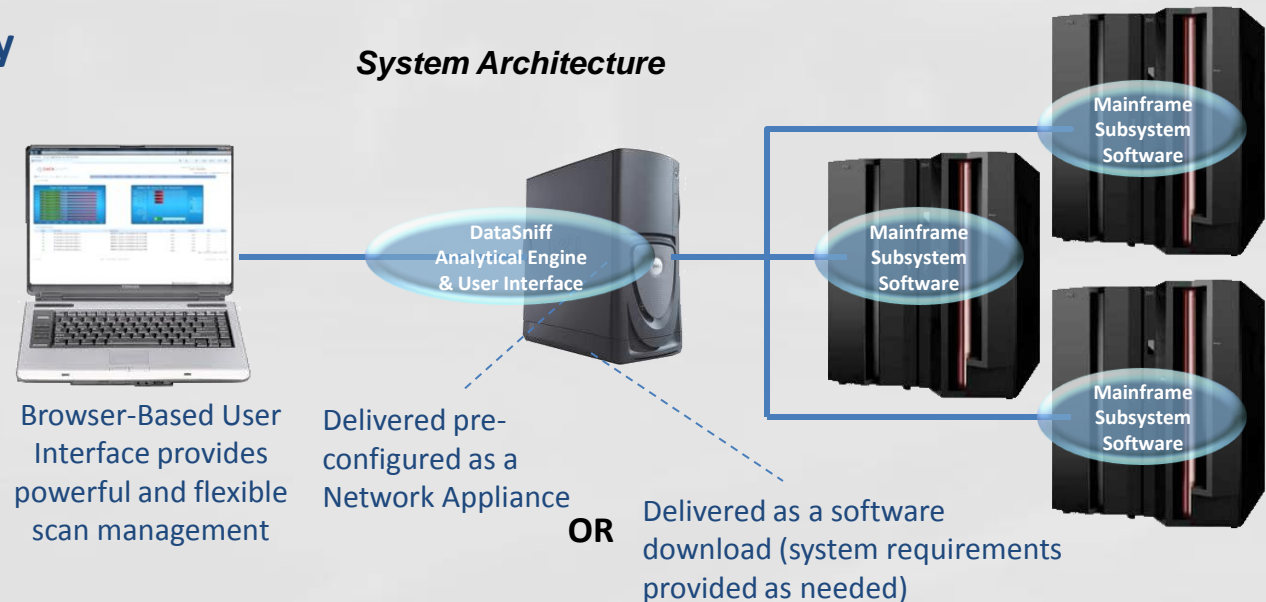 y
System Architecture
Mainframe
Subsystem
Software
DataSniff
Analytical Engine
& User Interface
Mainframe
Subsystem
Software
Mainframe
Subsystem
Software
Browser-Based User
Interface provides
powerful and flexible
scan management
Delivered pre-
configured as a
Network Appliance
OR
Delivered as a software
download (system requirements
provided as needed)